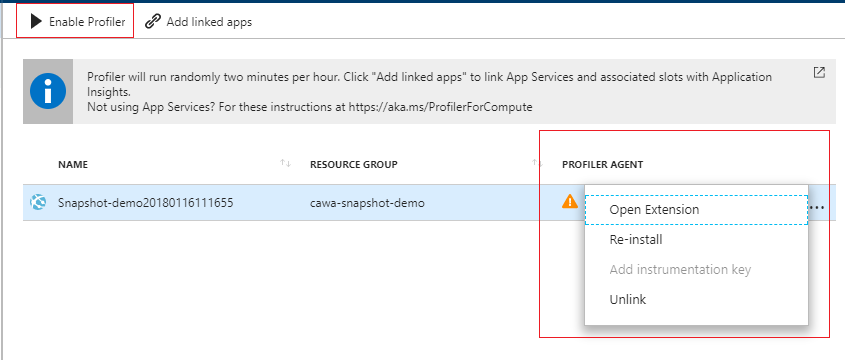 Enable Profiler
Add linked apps
Profiler will run randomly two minutes per hour. Click "Add linked apps" to link App Services and associated slots with Application
Insights.
Not using App Services? For these instructions at https://aka.ms/ProfilerForCompute
NAME
RESOURCE GROUP
PROFILER AGENT
Snapshot-demo20180116111655
cawa-snapshot-demo
Open Extension
Re-install
Add instrumentation key
Unlink